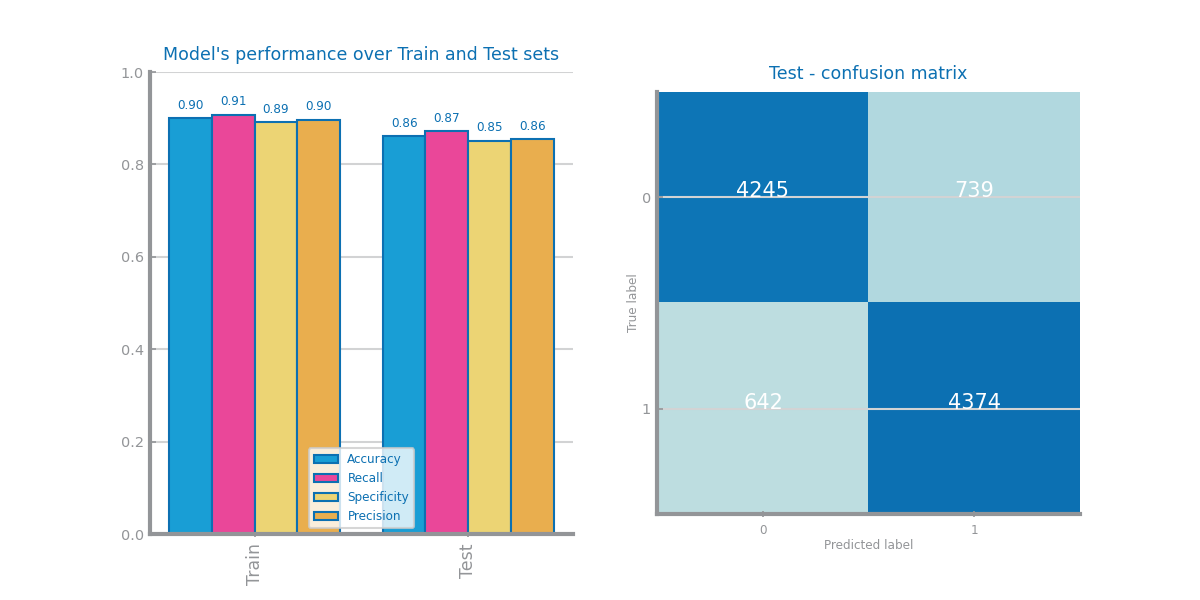 Model's performance over Train and Test sets
1.0
0.8
0.6
0.4
0.2
0.0
0.90
0.91
0.89
0.90
0.86
0.87
0.85
0.86
Accuracy
Recall
Specificity
Precision
Train
Test
Test - confusion matrix
True label
0
1
4245
739
642
4374
0
1
Predicted label